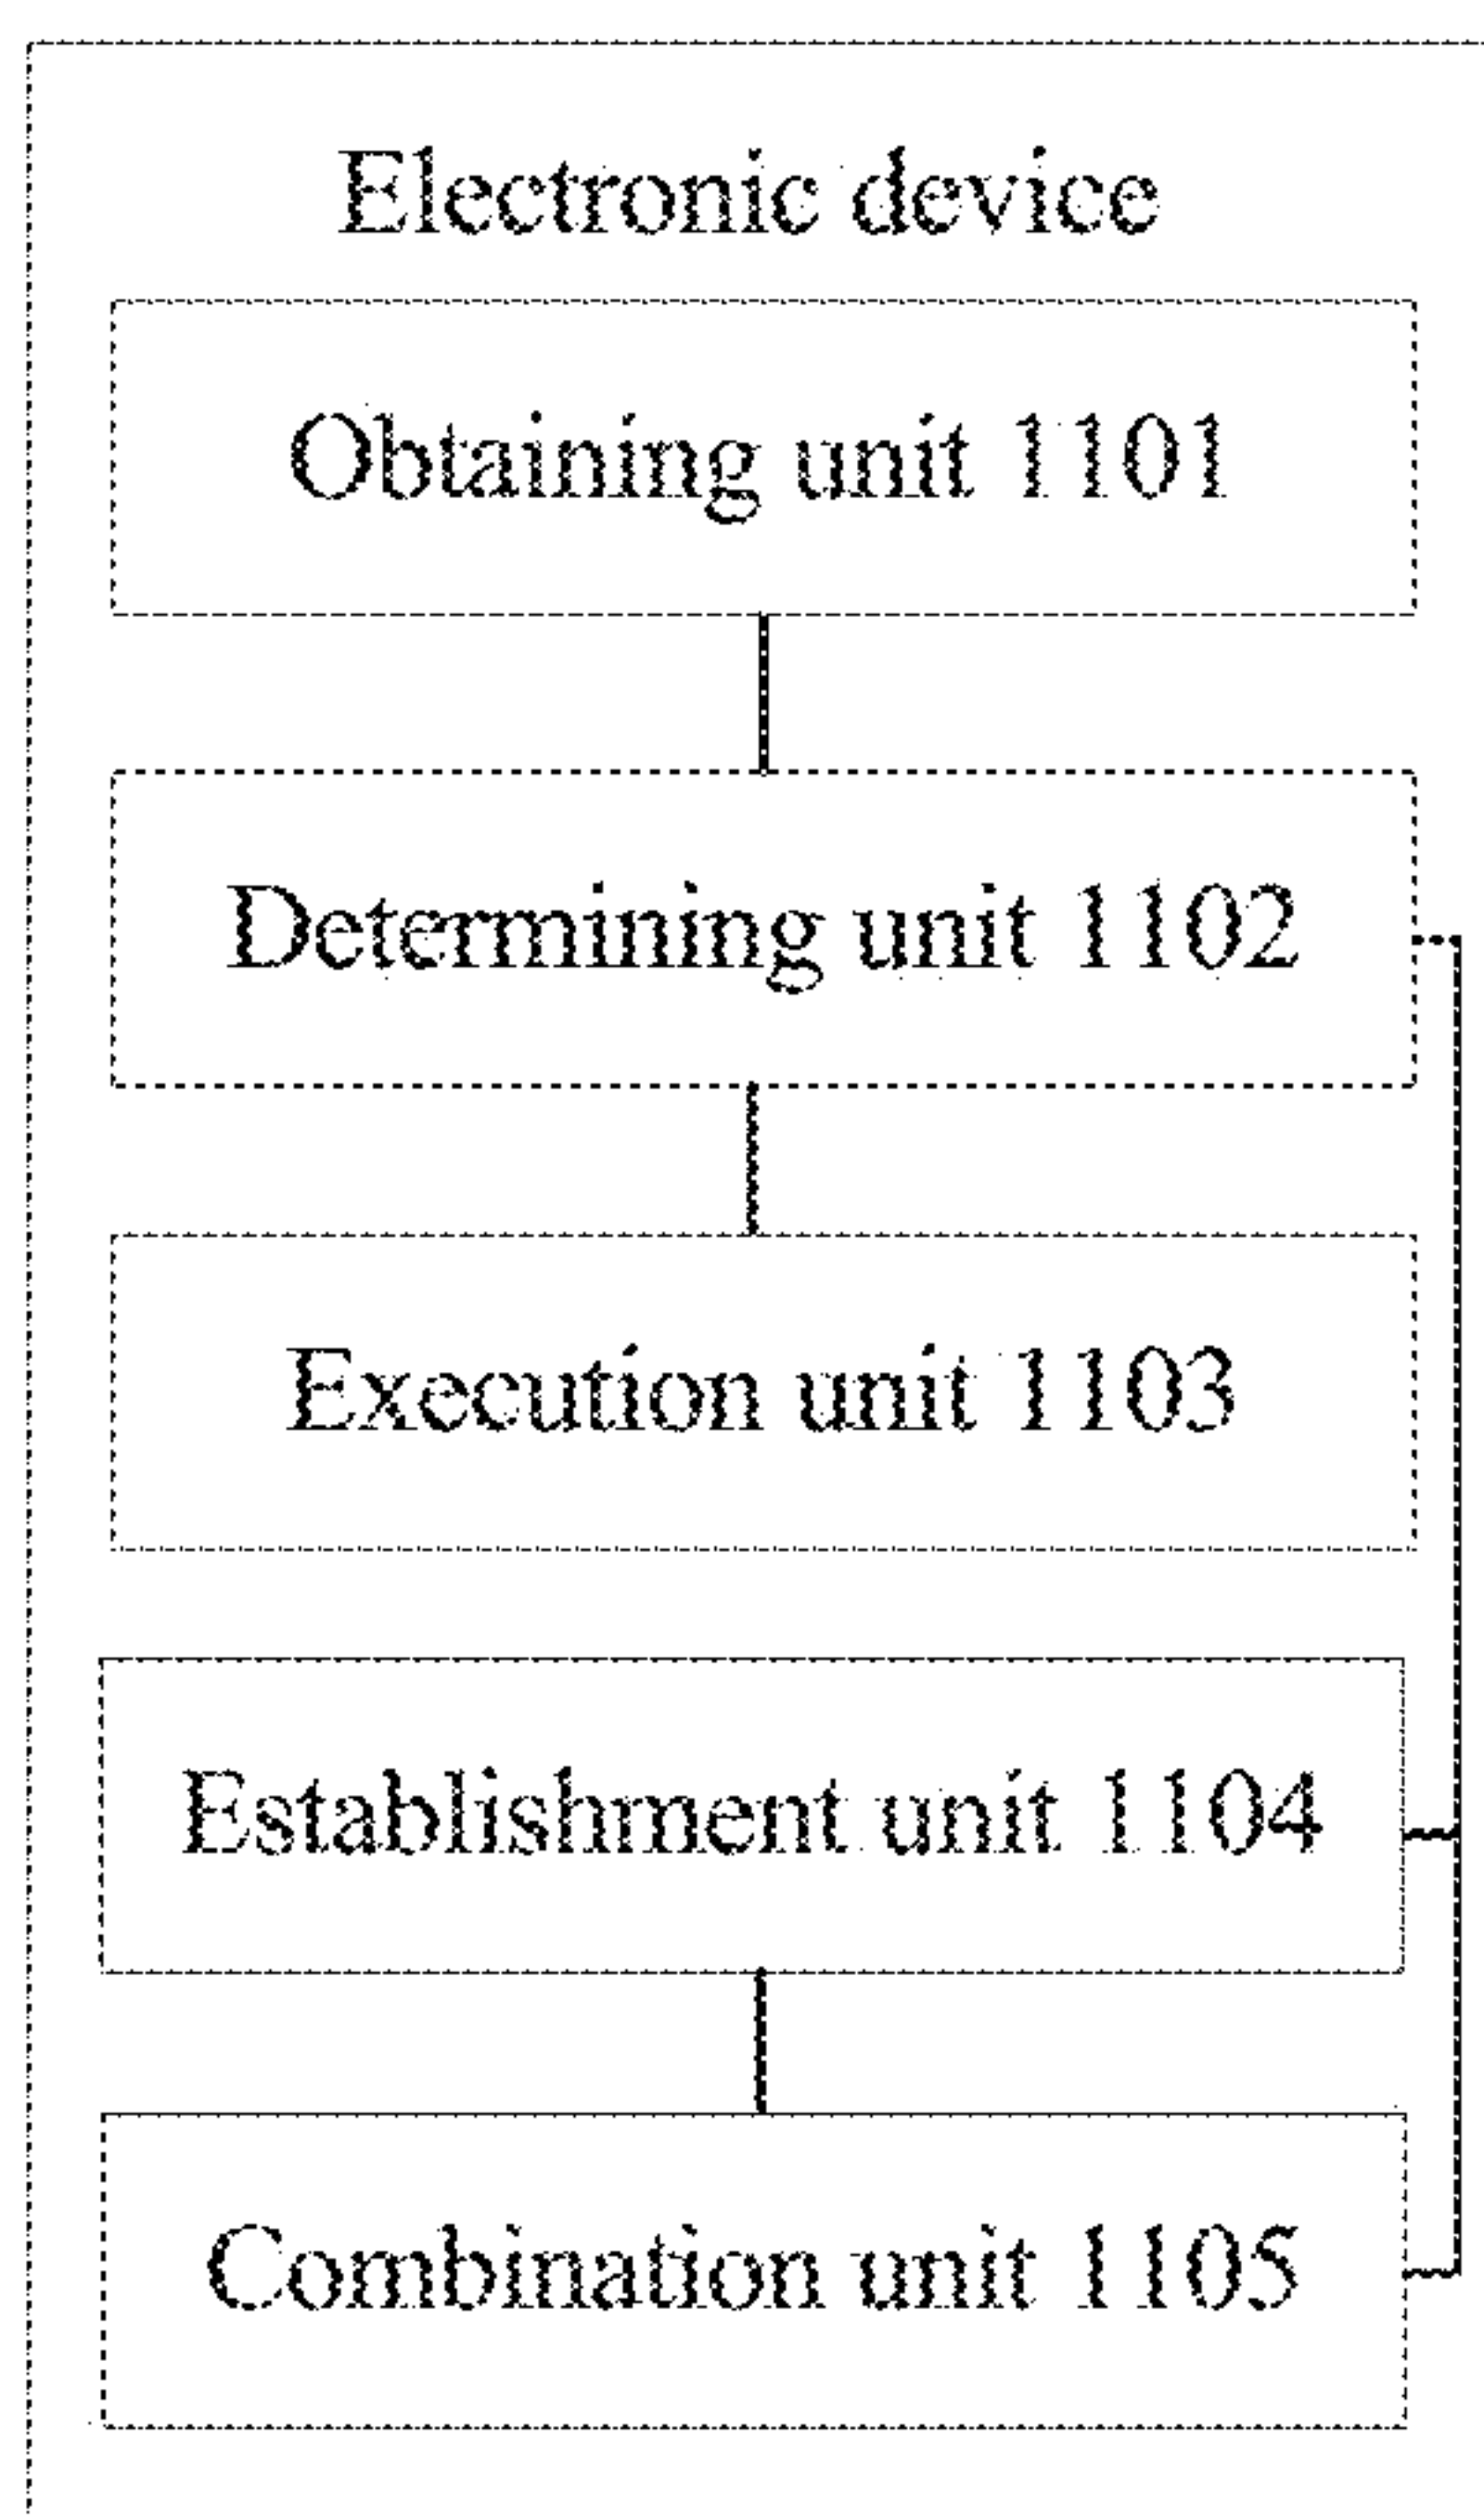 Electronic device
Obtaining unit 1101
Determining unit 1102
Execution unit 1103
Establishment unit 1104
Combination unit 1105